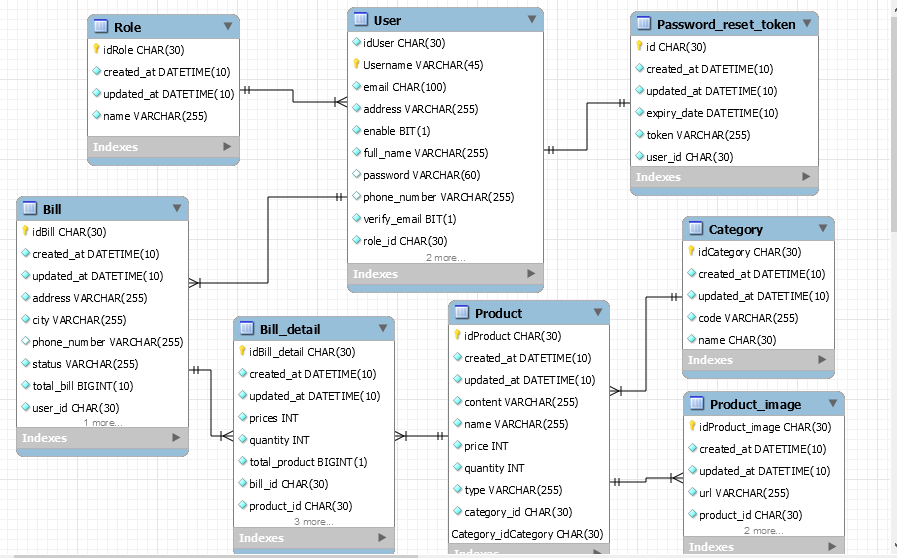 Role
idRole CHAR(30)
created_at DATETIME(10)
updated_at DATETIME(10)
name VARCHAR(255)
Indexes
User
idUser CHAR(30)
Username VARCHAR(45)
email CHAR(100)
address VARCHAR(255)
enable BIT(1)
full_name VARCHAR(255)
password VARCHAR(60)
phone_number VARCHAR(255)
verify_email BIT(1)
role_id CHAR(30)
2 more...
Indexes
Password_reset_token
id CHAR(30)
created_at DATETIME(10)
updated_at DATETIME(10)
expiry_date DATETIME(10)
token VARCHAR(255)
user_id CHAR(30)
Indexes
Bill
idBill CHAR(30)
created_at DATETIME(10)
updated_at DATETIME(10)
address VARCHAR(255)
city VARCHAR(255)
phone_number VARCHAR(255)
status VARCHAR(255)
total_bill BIGINT(10)
user_id CHAR(30)
1 more...
Indexes
Bill_detail
idBill_detail CHAR(30)
created_at DATETIME(10)
updated_at DATETIME(10)
prices INT
quantity INT
total_product BIGINT(1)
bill_id CHAR(30)
product_id CHAR(30)
3 more...
Indexes
Product
idProduct CHAR(30)
created_at DATETIME(10)
updated_at DATETIME(10)
content VARCHAR(255)
name VARCHAR(255)
price INT
quantity INT
type VARCHAR(255)
category_id CHAR(30)
Category_idCategory CHAR(30)
Indexes
Category
idCategory CHAR(30)
created_at DATETIME(10)
updated_at DATETIME(10)
code VARCHAR(255)
name CHAR(30)
Indexes
Product_image
idProduct_image CHAR(30)
created_at DATETIME(10)
updated_at DATETIME(10)
url VARCHAR(255)
product_id CHAR(30)
2 more...
Indexes